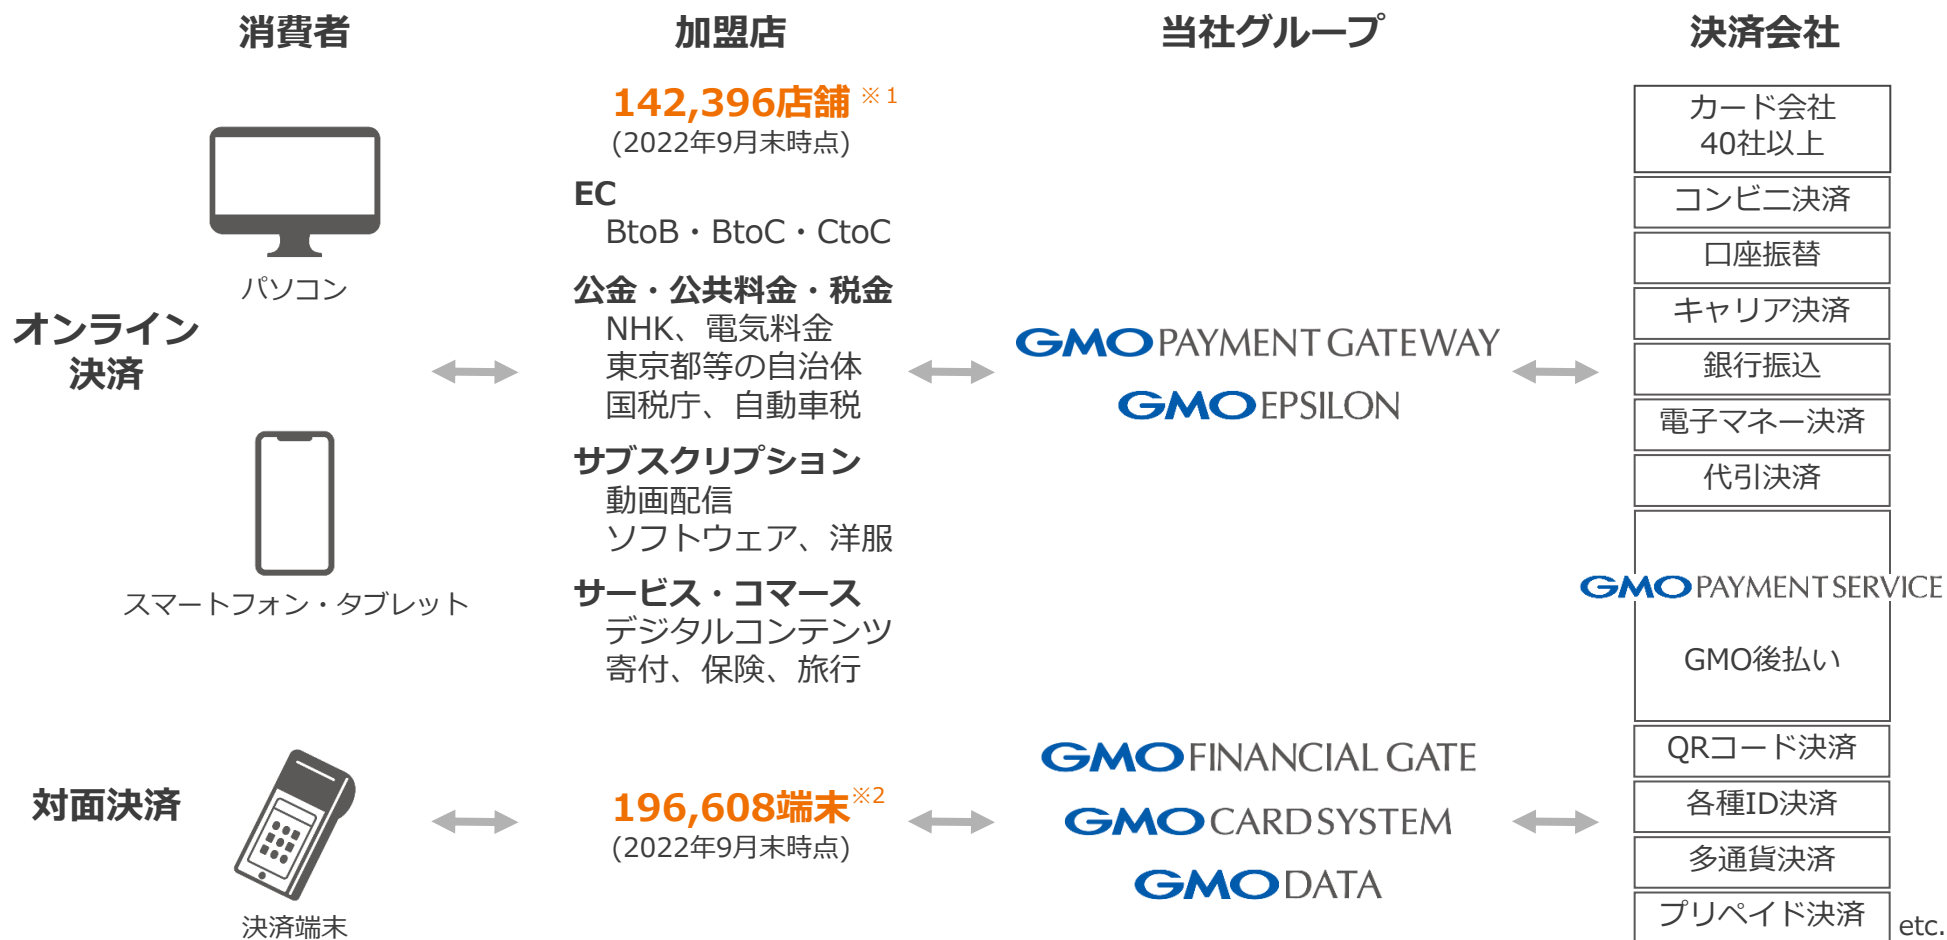 消費者
加盟店
当社グループ
決済会社
オンライン
決済
パソコン
スマートフォン・タブレット
142,396店舗 ※1
(2022年9月末時点)
EC
BtoB・BtoC・CtoC
公金・公共料金・税金
NHK、電気料金
東京都等の自治体
国税庁、自動車税
サブスクリプション
動画配信
ソフトウェア、洋服
サービス・コマース
デジタルコンテンツ
寄付、保険、旅行
GMO PAYMENT GATEWAY
GMO EPSILON
カード会社
40社以上
コンビニ決済
口座振替
キャリア決済
銀行振込
電子マネー決済
代引決済
GMO PAYMENT SERVICE
GMO後払い
対面決済
決済端末
196,608端末※2
(2022年9月末時点)
GMO FINANCIAL GATE
GMO CARD SYSTEM
GMO DATA
QRコード決済
各種ID決済
多通貨決済
プリペイド決済
etc.